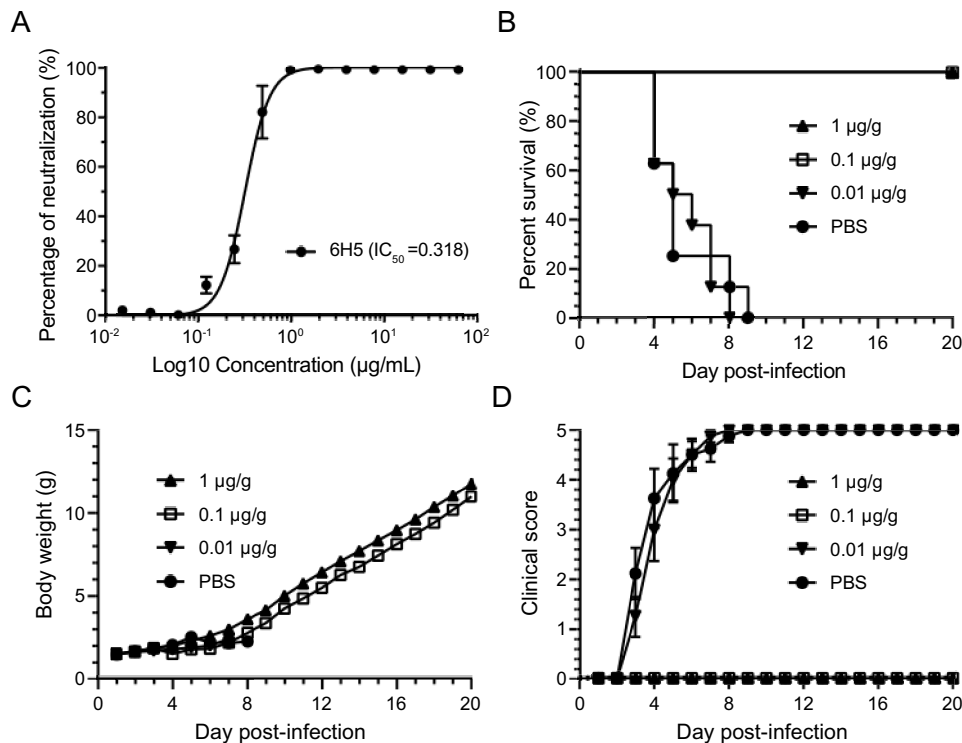 A
Percentage of neutralization (%)
100
80
60
40
20
0
6H5 (IC50 =0.318)
10-2 10-1 100 101 102
Log10 Concentration (µg/mL)
B
Percent survival (%)
100
80
60
40
20
0
1 µg/g
0.1 µg/g
0.01 µg/g
PBS
0 4 8 12 16 20
Day post-infection
C
Body weight (g)
15
10
5
0
1 µg/g
0.1 µg/g
0.01 µg/g
PBS
0 4 8 12 16 20
Day post-infection
D
Clinical score
5
4
3
2
1
0
1 µg/g
0.1 µg/g
0.01 µg/g
PBS
0 4 8 12 16 20
Day post-infection